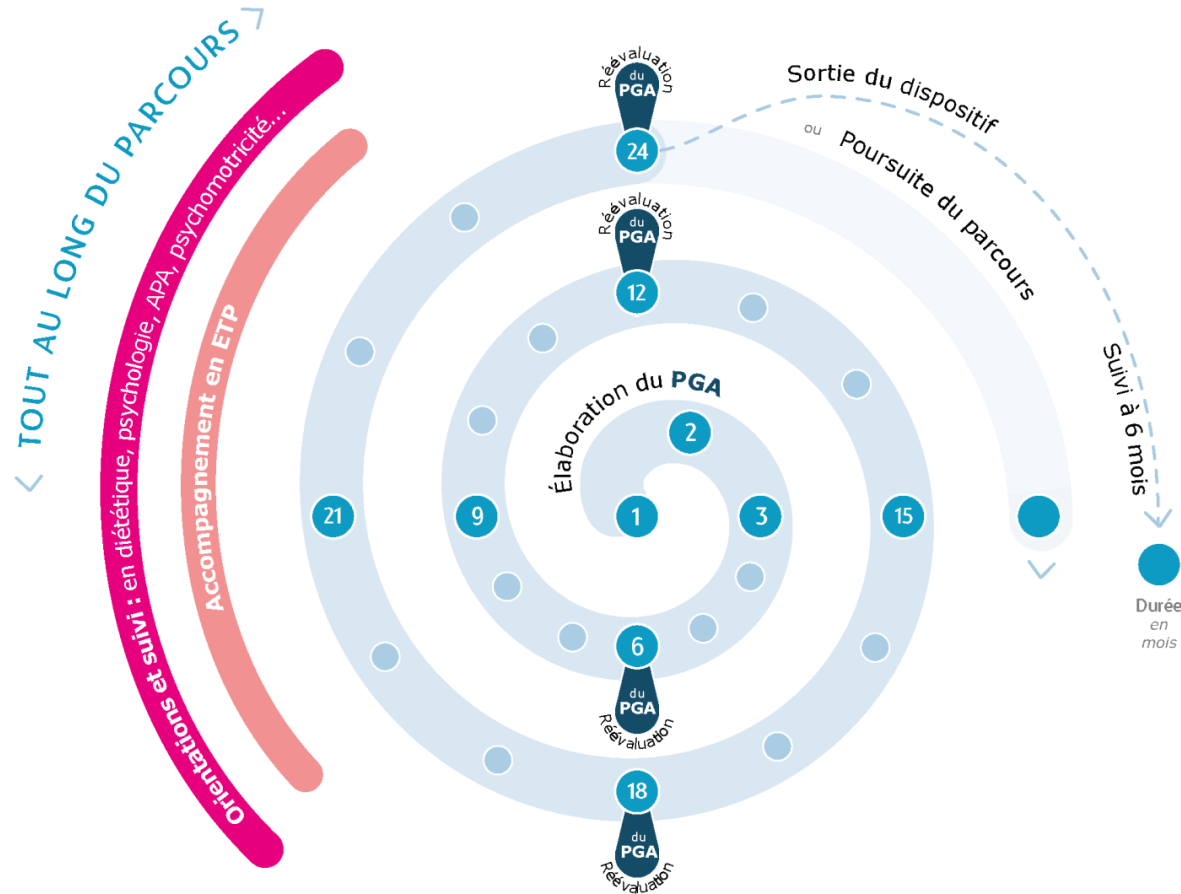 TOUT AU LONG DU PARCOURS
Orientations et suivi : en diététique, psychologie, APA, psychomotricité...
Accompagnement en ETP
Réévaluation
du
PGA
24
Sortie du dispositif
ou
Poursuite du parcours
Suivi à 6 mois
Réévaluation
du
PGA
12
Élaboration du PGA
2
21
9
1
3
15
Durée
en
mois
6
du
PGA
Réévaluation
18
du
PGA
Réévaluation